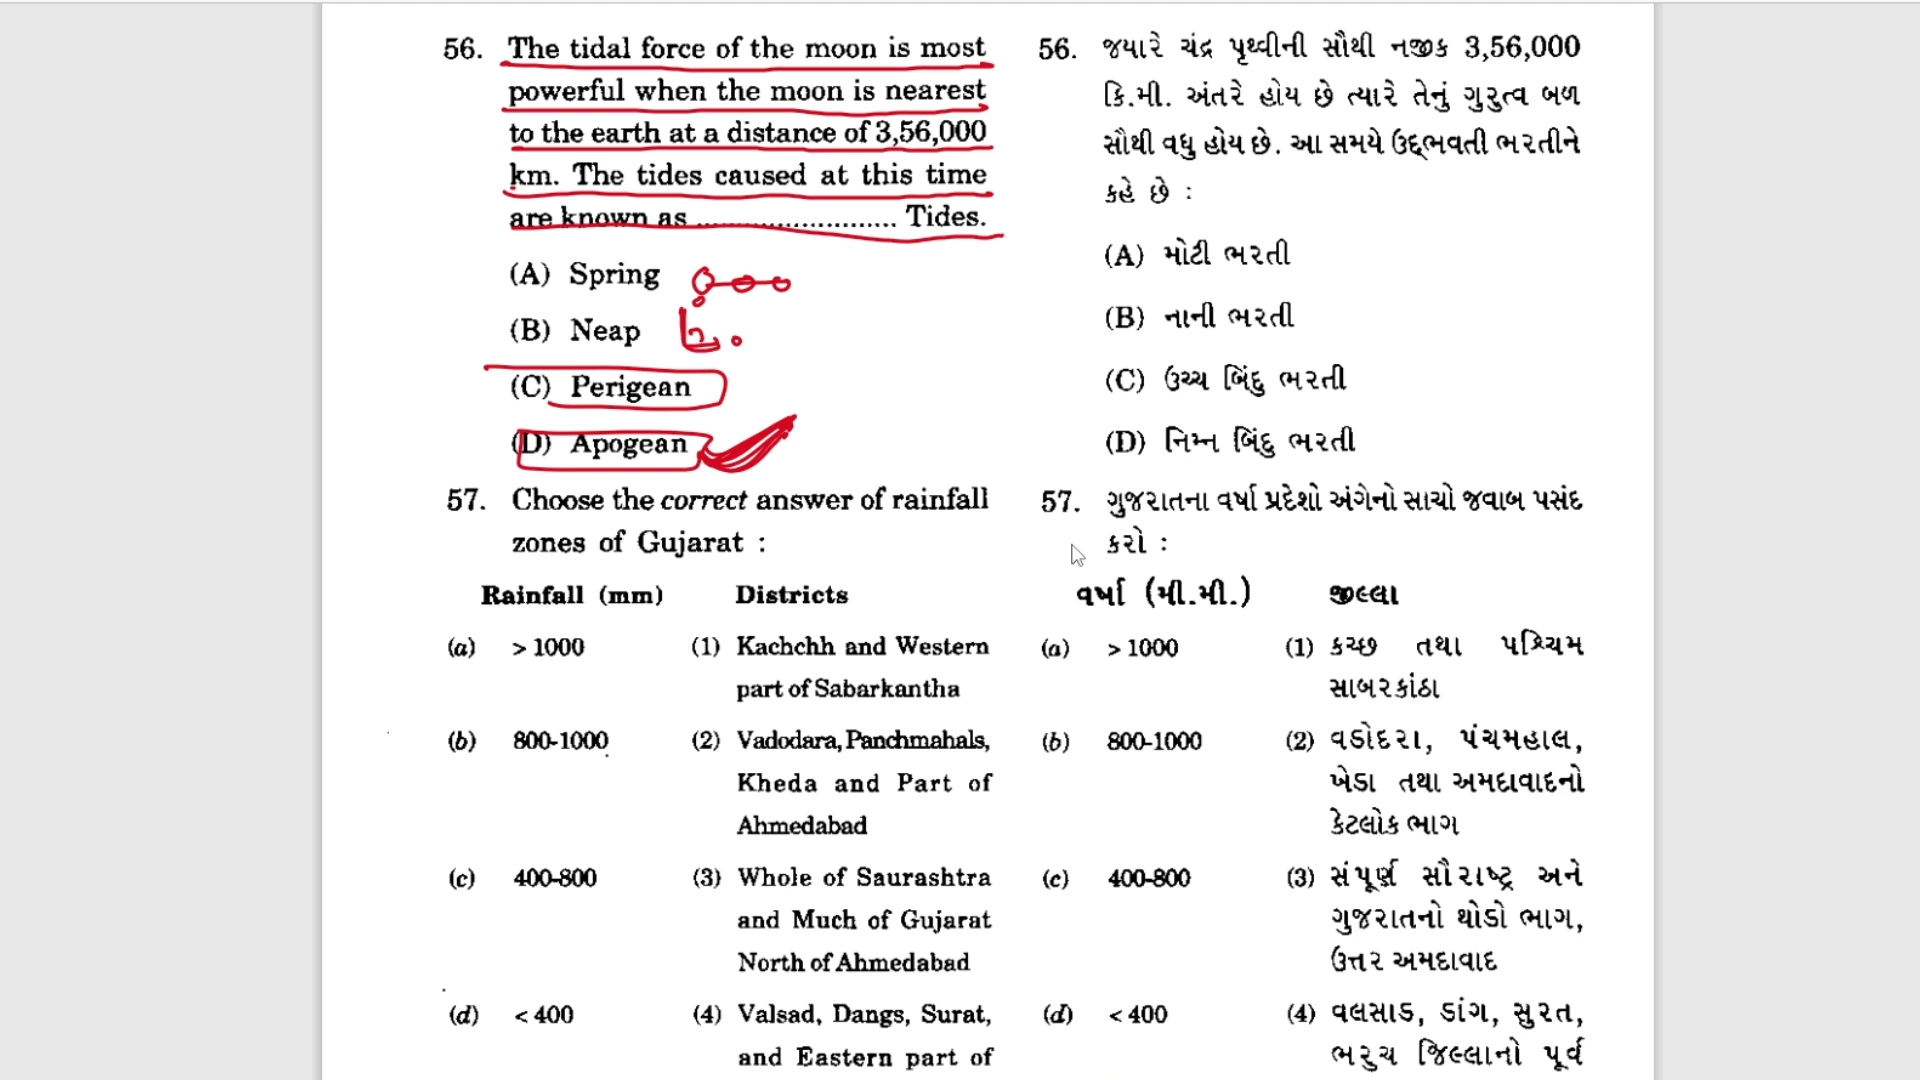 56. The tidal force of the moon is most
powerful when the moon is nearest
to the earth at a distance of 3,56,000
km. The tides caused at this time
are known as .......................... Tides.
(A) Spring
(B) Neap
(C) Perigean
(D) Apogean
57. Choose the correct answer of rainfall
zones of Gujarat :
Rainfall (mm) Districts
(a) > 1000 (1) Kachchh and Western
part of Sabarkantha
(b) 800-1000 (2) Vadodara, Panchmahals,
Kheda and Part of
Ahmedabad
(c) 400-800 (3) Whole of Saurashtra
and Much of Gujarat
North of Ahmedabad
(d) < 400 (4) Valsad, Dangs, Surat,
and Eastern part of
56. જયારે ચંદ્ર પૃથ્વીની સૌથી નજીક 3,56,000
કિ.મી. અંતરે હોય છે ત્યારે તેનું ગુરુત્વ બળ
સૌથી વધુ હોય છે. આ સમયે ઉદ્દભવતી ભરતીને
કહે છે :
(A) મોટી ભરતી
(B) નાની ભરતી
(C) ઉચ્ચ બિંદુ ભરતી
(D) નિમ્ન બિંદુ ભરતી
57. ગુજરાતના વર્ષા પ્રદેશો અંગેનો સાચો જવાબ પસંદ
કરો :
વર્ષા (મી.મી.) જીલ્લા
(a) > 1000 (1) કચ્છ તથા પશ્ચિમ
સાબરકાંઠા
(b) 800-1000 (2) વડોદરા, પંચમહાલ,
ખેડા તથા અમદાવાદનો
કેટલોક ભાગ
(c) 400-800 (3) સંપૂર્ણ સૌરાષ્ટ્ર અને
ગુજરાતનો થોડો ભાગ,
ઉત્તર અમદાવાદ
(d) < 400 (4) વલસાડ, ડાંગ, સુરત,
ભરુચ જિલ્લાનો પૂર્વ